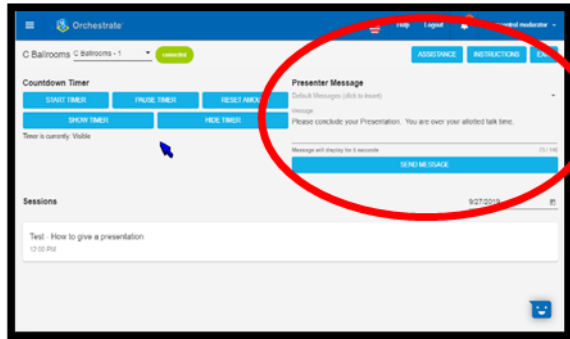 Orchestrate
Help Logout control moderator
C Ballrooms C Ballrooms - 1 connected ASSISTANCE INSTRUCTIONS
Countdown Timer
START TIMER PAUSE TIMER RESET AMOUNT
SHOW TIMER HIDE TIMER
Timer is currently: Visible
Presenter Message
Default Messages (click to insert)
Message
Please conclude your Presentation. You are over your allotted talk time.
Message will display for 5 seconds
SEND MESSAGE
Sessions 9/27/2019
Test - How to give a presentation
12:00 PM